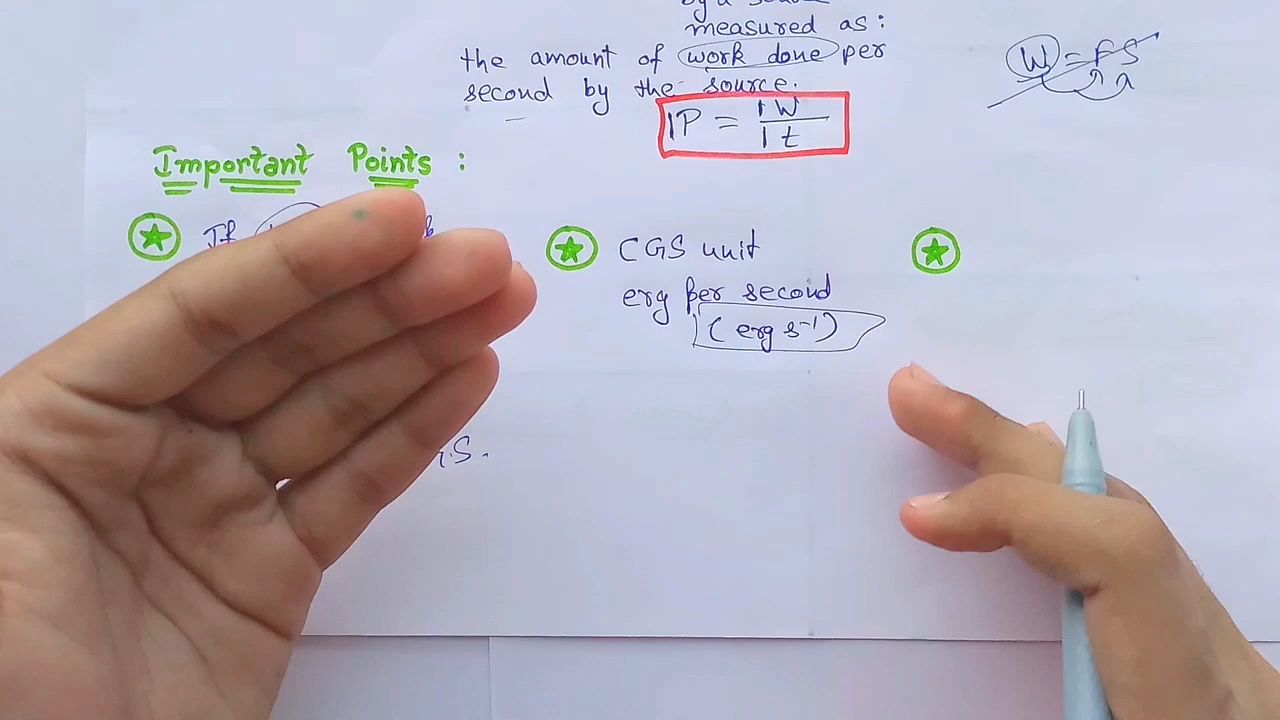 by a
measured as:
the amount of work done per
second by the source.
P = W
t
W = F S
Important Points :
If
CGS unit
erg per second
(erg s⁻¹)
G.S.